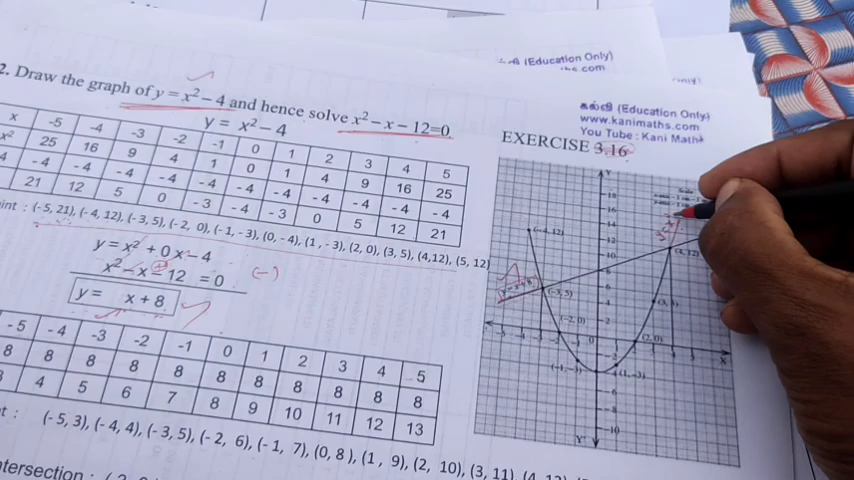 (Education Only)
2. Draw the graph of y = x² – 4 and hence solve x² – x – 12=0
y = x² – 4
(Education Only)
www.kanimaths.com
You Tube : Kani Maths
EXERCISE 3.16
x -5 -4 -3 -2 -1 0 1 2 3 4 5
x² 25 16 9 4 1 0 1 4 9 16 25
4 - 4 - 4 - 4 - 4 - 4 - 4 - 4 - 4 - 4 - 4 - 4
21 12 5 0 - 3 - 4 - 3 0 5 12 21
int : (- 5, 21), (- 4, 12), (- 3, 5), (- 2, 0), (- 1, - 3), (0, - 4), (1 , - 3), (2, 0), (3, 5), (4,12), (5, 12)
y = x² + 0x – 4
x² – x – 12 = 0 (–)
y = x + 8
- 5 - 4 -3 -2 -1 0 1 2 3 4 5
8 8 8 8 8 8 8 8 8 8 8
3 4 5 6 7 8 9 10 11 12 13
t : (- 5, 3), (- 4, 4), (- 3, 5), (- 2, 6), (- 1, 7), (0, 8 ), (1 , 9), (2, 10), (3, 11)
ntersection :
Y
(-4, 12)
(4, 12)
(-3, 5)
(-2, 0)
(2, 0)
(-1, -3)
(1, -3)
X
Y'